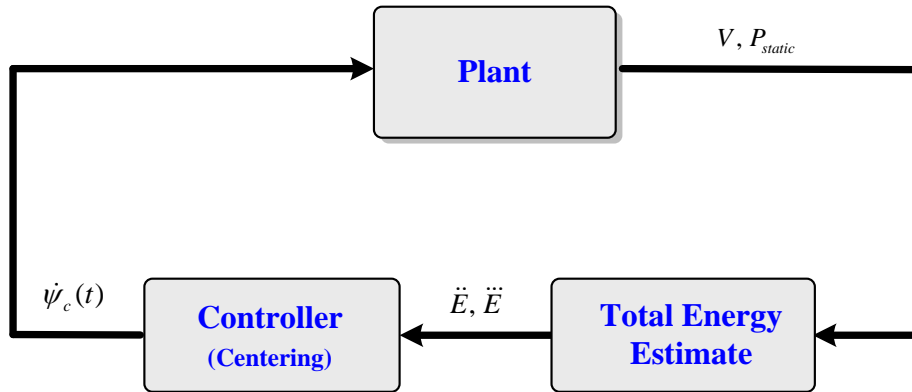 Plant
V, P_static
ψ̇_c(t)
Controller
(Centering)
Ë, E⃛
Total Energy
Estimate